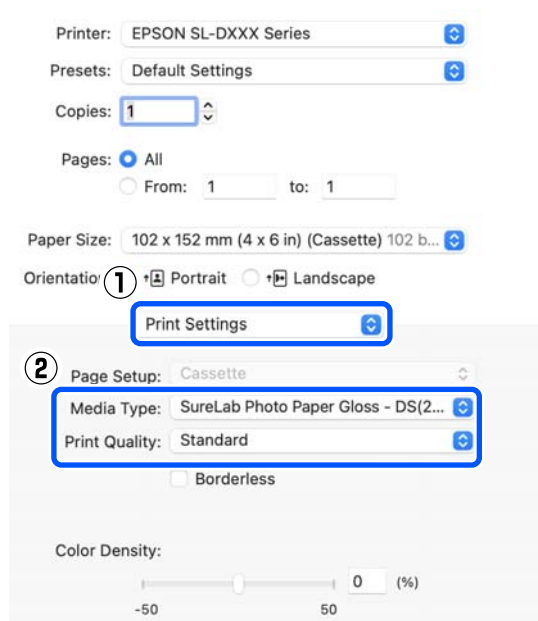 Printer: EPSON SL-DXXX Series
Presets: Default Settings
Copies: 1
Pages: All
From: 1 to: 1
Paper Size: 102 x 152 mm (4 x 6 in) (Cassette) 102 b...
Orientatio Portrait Landscape
1
Print Settings
2
Page Setup: Cassette
Media Type: SureLab Photo Paper Gloss - DS(2...
Print Quality: Standard
Borderless
Color Density:
0 (%)
-50 50